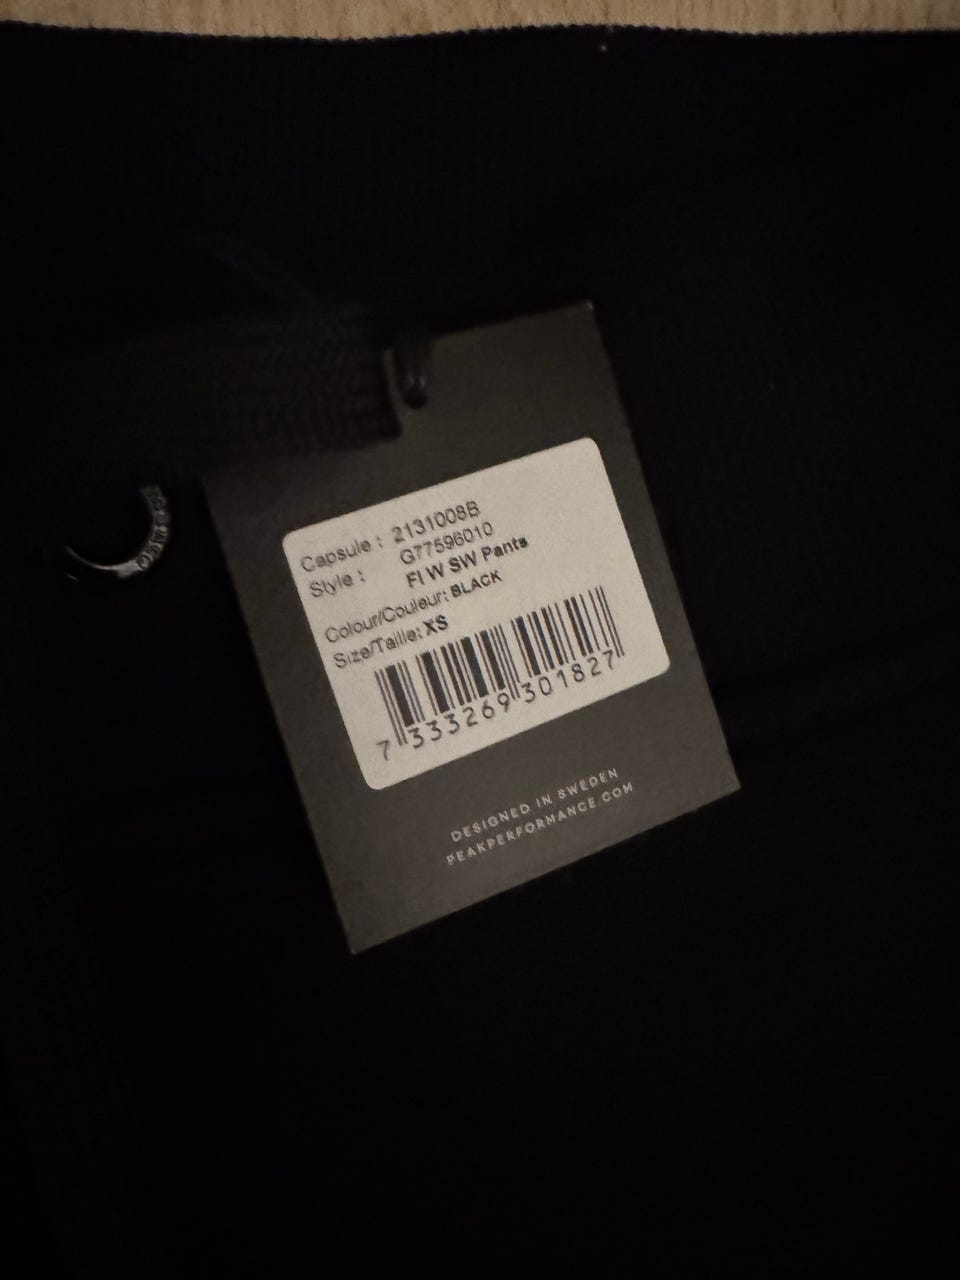 Capsule : 2131008B
Style : G77596010
FI W SW Pants
Colour/Couleur: BLACK
Size/Taille: XS
7 333269 301827
DESIGNED IN SWEDEN
PEAKPERFORMANCE.COM